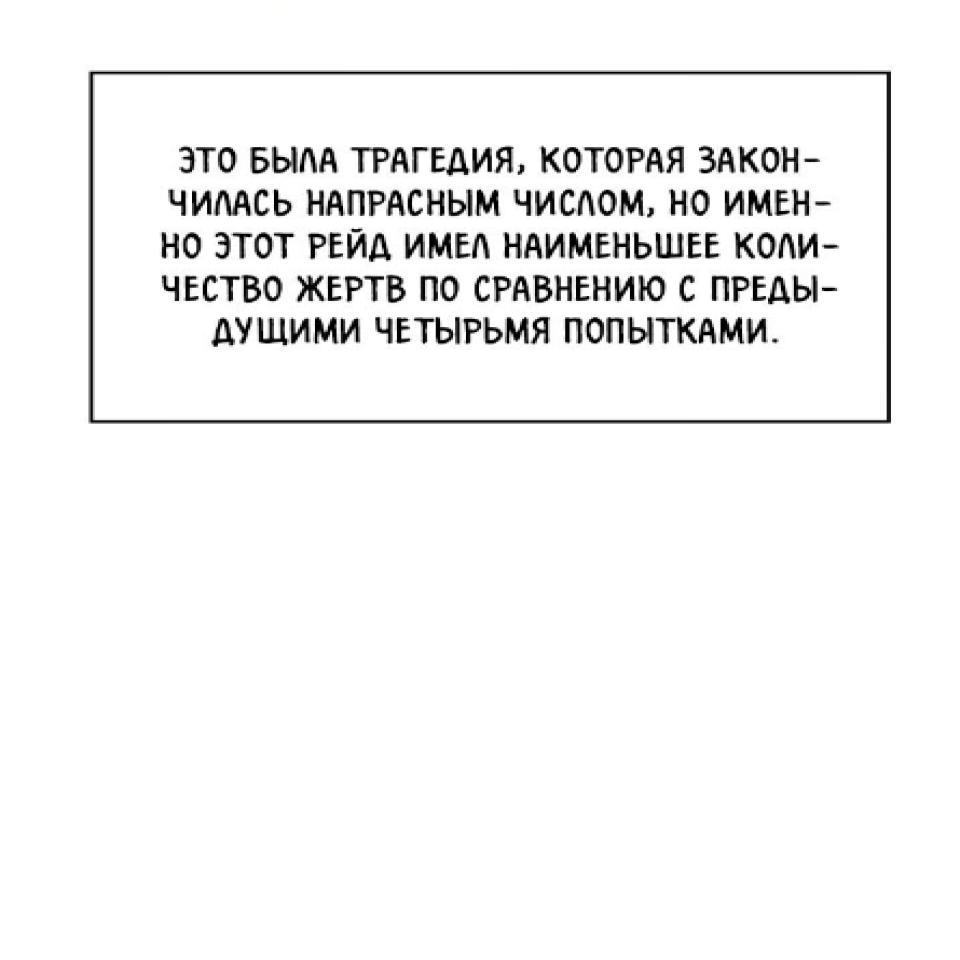 ЭТО БЫЛА ТРАГЕДИЯ, КОТОРАЯ ЗАКОН-
ЧИЛАСЬ НАПРАСНЫМ ЧИСЛОМ, НО ИМЕН-
НО ЭТОТ РЕЙД ИМЕЛ НАИМЕНЬШЕЕ КОЛИ-
ЧЕСТВО ЖЕРТВ ПО СРАВНЕНИЮ С ПРЕДЫ-
ДУЩИМИ ЧЕТЫРЬМЯ ПОПЫТКАМИ.